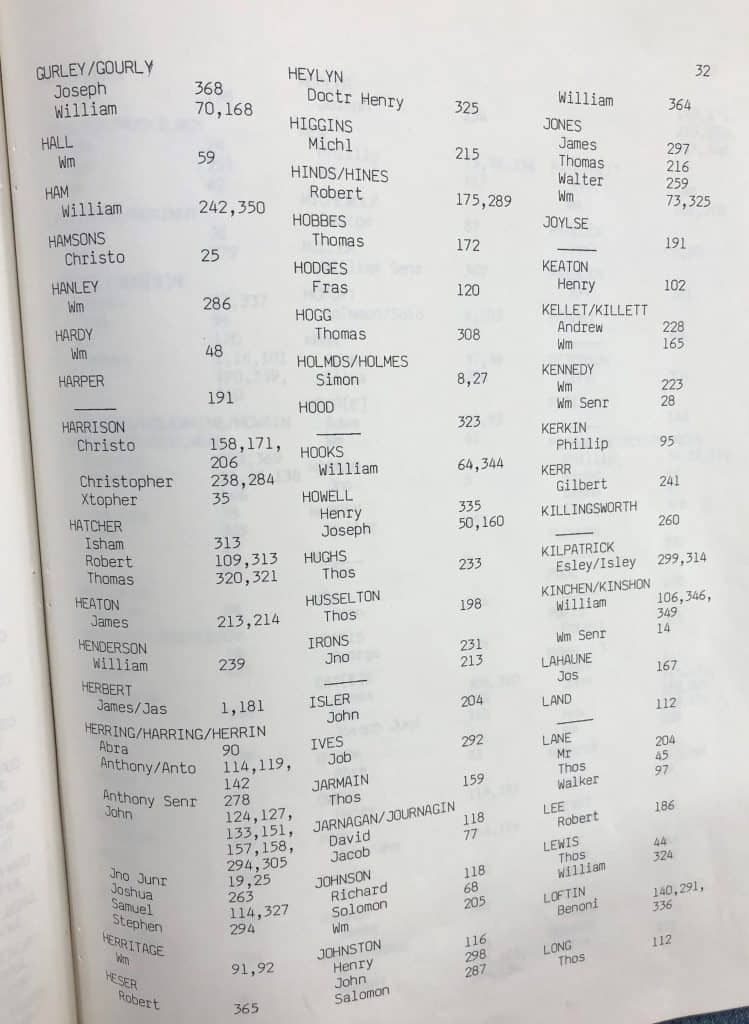 32
GURLEY/GOURLY
Joseph 368
William 70,168
HALL
Wm 59
HAM
William 242,350
HAMSONS
Christo 25
HANLEY
Wm 286
HARDY
Wm 48
HARPER
_____ 191
HARRISON
Christo 158,171,
206
Christopher 238,284
Xtopher 35
HATCHER
Isham 313
Robert 109,313
Thomas 320,321
HEATON
James 213,214
HENDERSON
William 239
HERBERT
James/Jas 1,181
HERRING/HARRING/HERRIN
Abra 90
Anthony/Anto 114,119,
142
Anthony Senr 278
John 124,127,
133,151,
157,158,
294,305
Jno Junr 19,25
Joshua 263
Samuel 114,327
Stephen 294
HERRITAGE
Wm 91,92
HESER
Robert 365
HEYLYN
Doctr Henry 325
HIGGINS
Michl 215
HINDS/HINES
Robert 175,289
HOBBES
Thomas 172
HODGES
Fras 120
HOGG
Thomas 308
HOLMDS/HOLMES
Simon 8,27
HOOD
_____ 323
HOOKS
William 64,344
HOWELL
Henry 335
Joseph 50,160
HUGHS
Thos 233
HUSSELTON
Thos 198
IRONS
Jno 231
_____ 213
ISLER
John 204
IVES
Job 292
JARMAIN
Thos 159
JARNAGAN/JOURNAGIN
David 118
Jacob 77
JOHNSON
Richard 118
Solomon 68
Wm 205
JOHNSTON
Henry 116
John 298
Salomon 287
William 364
JONES
James 297
Thomas 216
Walter 259
Wm 73,325
JOYLSE
_____ 191
KEATON
Henry 102
KELLET/KILLETT
Andrew 228
Wm 165
KENNEDY
Wm 223
Wm Senr 28
KERKIN
Phillip 95
KERR
Gilbert 241
KILLINGSWORTH
_____ 260
KILPATRICK
Esley/Isley 299,314
KINCHEN/KINSHON
William 106,346,
349
Wm Senr 14
LAHAUNE
Jos 167
LAND
_____ 112
LANE
Mr 204
Thos 45
Walker 97
LEE
Robert 186
LEWIS
Thos 44
William 324
LOFTIN
Benoni 140,291,
336
LONG
Thos 112